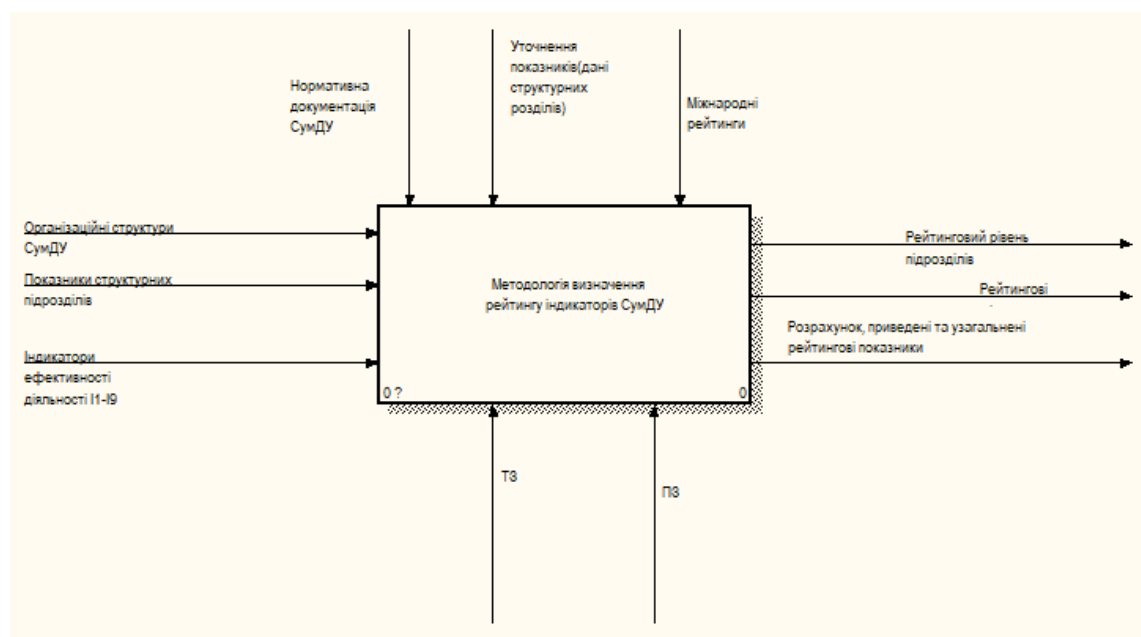 Уточнення
показників(дані
структурних
розділів)
Нормативна
документація
СумДУ
Міжнародні
рейтинги
Організаційні структури
СумДУ
Показники структурних
підрозділів
Індикатори
ефективності
діяльності І1-І9
Методологія визначення
рейтингу індикаторів СумДУ
0 ?
0
Рейтинговий рівень
підрозділів
Рейтингові
Розрахунок, приведені та узагальнені
рейтингові показники
ТЗ
ПЗ